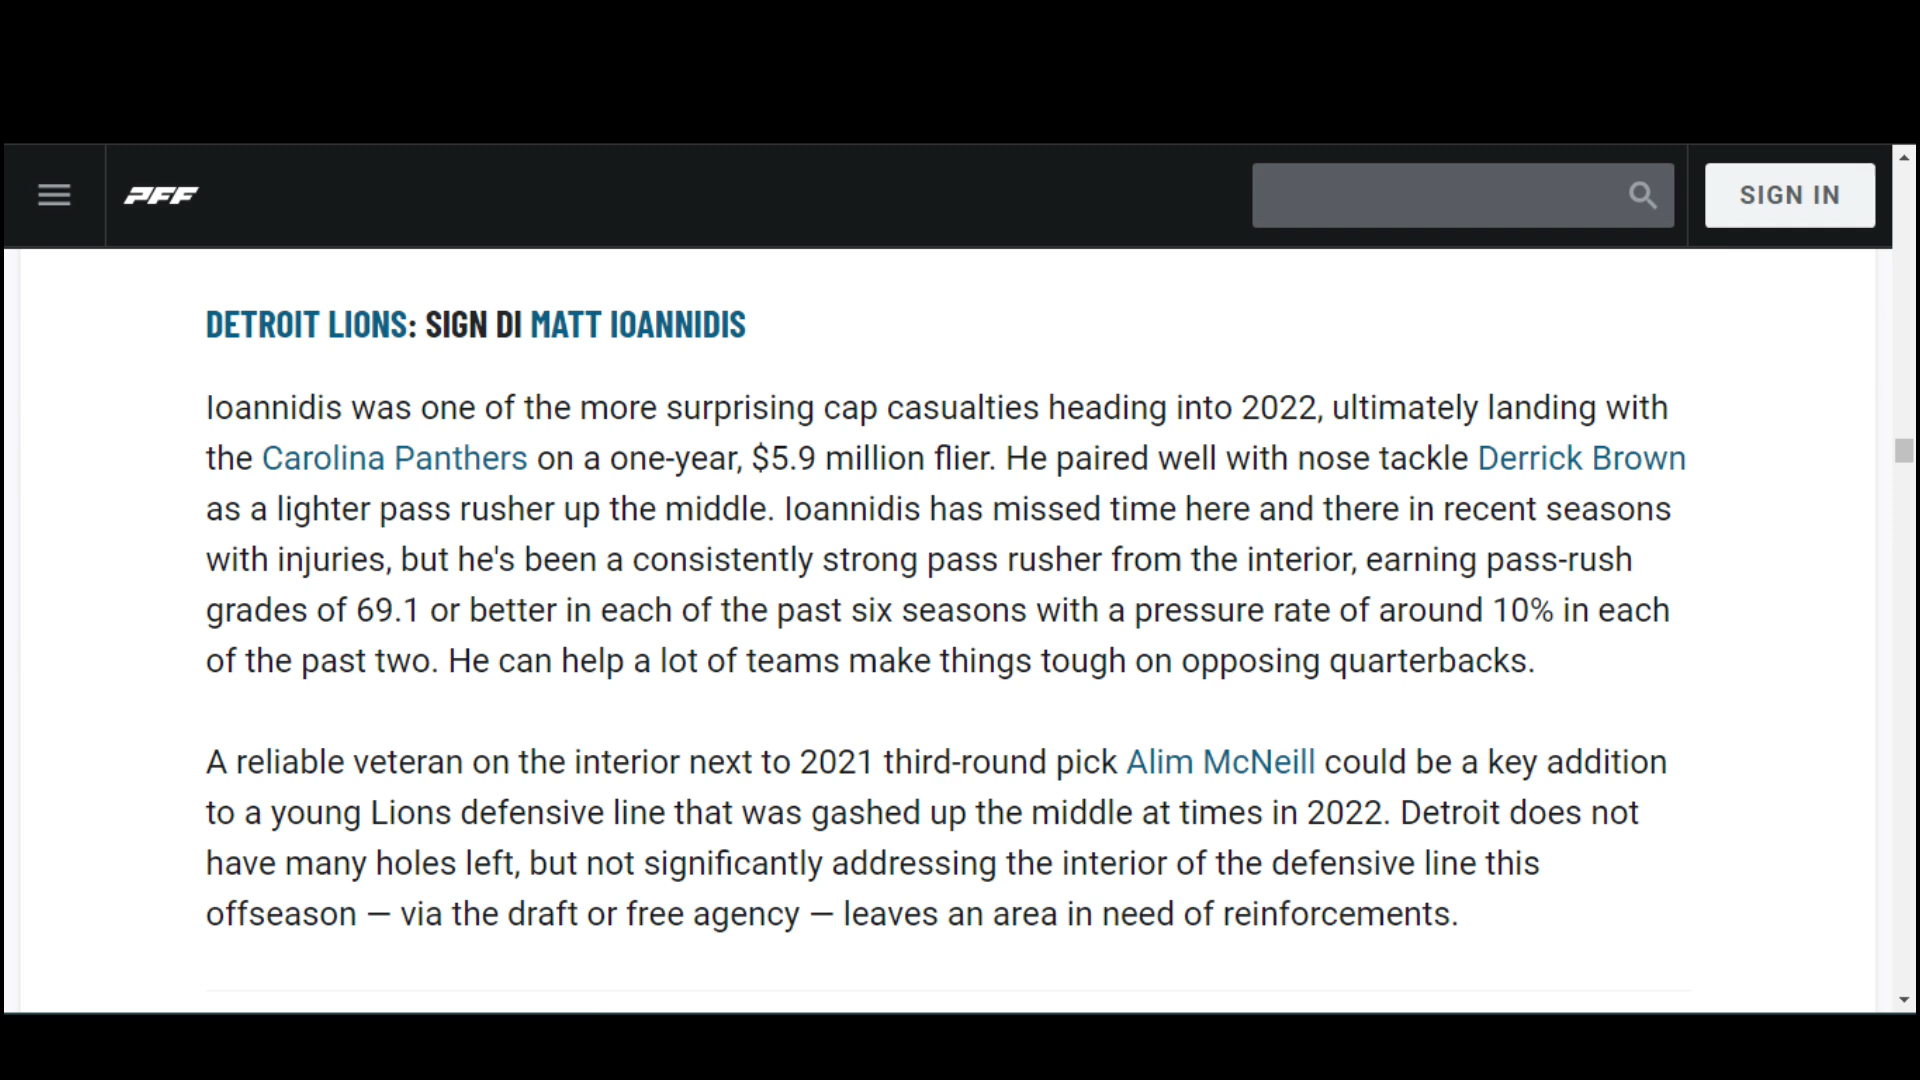 PFF
SIGN IN
DETROIT LIONS: SIGN DI MATT IOANNIDIS
Ioannidis was one of the more surprising cap casualties heading into 2022, ultimately landing with
the Carolina Panthers on a one-year, $5.9 million flier. He paired well with nose tackle Derrick Brown
as a lighter pass rusher up the middle. Ioannidis has missed time here and there in recent seasons
with injuries, but he's been a consistently strong pass rusher from the interior, earning pass-rush
grades of 69.1 or better in each of the past six seasons with a pressure rate of around 10% in each
of the past two. He can help a lot of teams make things tough on opposing quarterbacks.
A reliable veteran on the interior next to 2021 third-round pick Alim McNeill could be a key addition
to a young Lions defensive line that was gashed up the middle at times in 2022. Detroit does not
have many holes left, but not significantly addressing the interior of the defensive line this
offseason — via the draft or free agency — leaves an area in need of reinforcements.